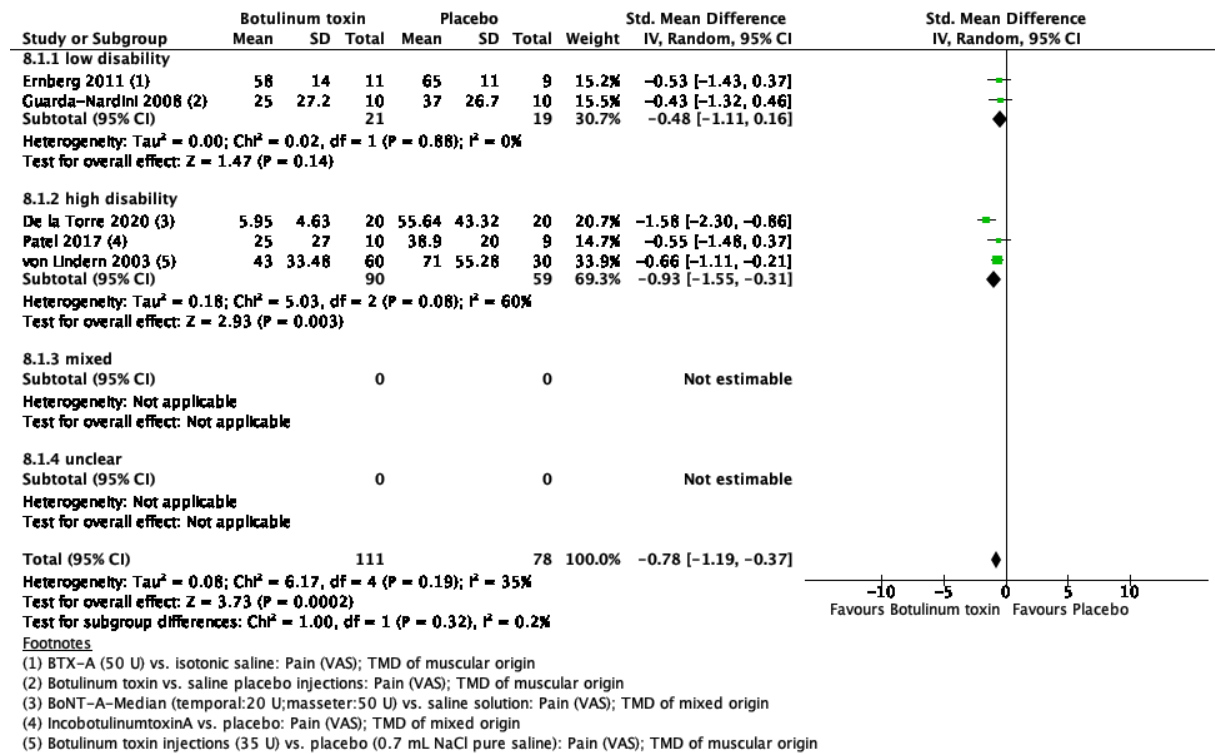 Botulinum toxin Placebo Std. Mean Difference Std. Mean Difference
Study or Subgroup Mean SD Total Mean SD Total Weight IV, Random, 95% CI IV, Random, 95% CI
8.1.1 low disability
Ernberg 2011 (1) 58 14 11 65 11 9 15.2% −0.53 [−1.43, 0.37]
Guarda-Nardini 2008 (2) 25 27.2 10 37 26.7 10 15.5% −0.43 [−1.32, 0.46]
Subtotal (95% CI) 21 19 30.7% −0.48 [−1.11, 0.16]
Heterogeneity: Tau² = 0.00; Chi² = 0.02, df = 1 (P = 0.88); I² = 0%
Test for overall effect: Z = 1.47 (P = 0.14)
8.1.2 high disability
De la Torre 2020 (3) 5.95 4.63 20 55.64 43.32 20 20.7% −1.58 [−2.30, −0.86]
Patel 2017 (4) 25 27 10 38.9 20 9 14.7% −0.55 [−1.48, 0.37]
von Lindern 2003 (5) 43 33.48 60 71 55.28 30 33.9% −0.66 [−1.11, −0.21]
Subtotal (95% CI) 90 59 69.3% −0.93 [−1.55, −0.31]
Heterogeneity: Tau² = 0.18; Chi² = 5.03, df = 2 (P = 0.08); I² = 60%
Test for overall effect: Z = 2.93 (P = 0.003)
8.1.3 mixed
Subtotal (95% CI) 0 0 Not estimable
Heterogeneity: Not applicable
Test for overall effect: Not applicable
8.1.4 unclear
Subtotal (95% CI) 0 0 Not estimable
Heterogeneity: Not applicable
Test for overall effect: Not applicable
Total (95% CI) 111 78 100.0% −0.78 [−1.19, −0.37]
Heterogeneity: Tau² = 0.08; Chi² = 6.17, df = 4 (P = 0.19); I² = 35%
Test for overall effect: Z = 3.73 (P = 0.0002)
Test for subgroup differences: Chi² = 1.00, df = 1 (P = 0.32), I² = 0.2%
−10 −5 0 5 10
Favours Botulinum toxin Favours Placebo
Footnotes
(1) BTX-A (50 U) vs. isotonic saline: Pain (VAS); TMD of muscular origin
(2) Botulinum toxin vs. saline placebo injections: Pain (VAS); TMD of muscular origin
(3) BoNT-A-Median (temporal:20 U;masseter:50 U) vs. saline solution: Pain (VAS); TMD of mixed origin
(4) IncobotulinumtoxinA vs. placebo: Pain (VAS); TMD of mixed origin
(5) Botulinum toxin injections (35 U) vs. placebo (0.7 mL NaCl pure saline): Pain (VAS); TMD of muscular origin